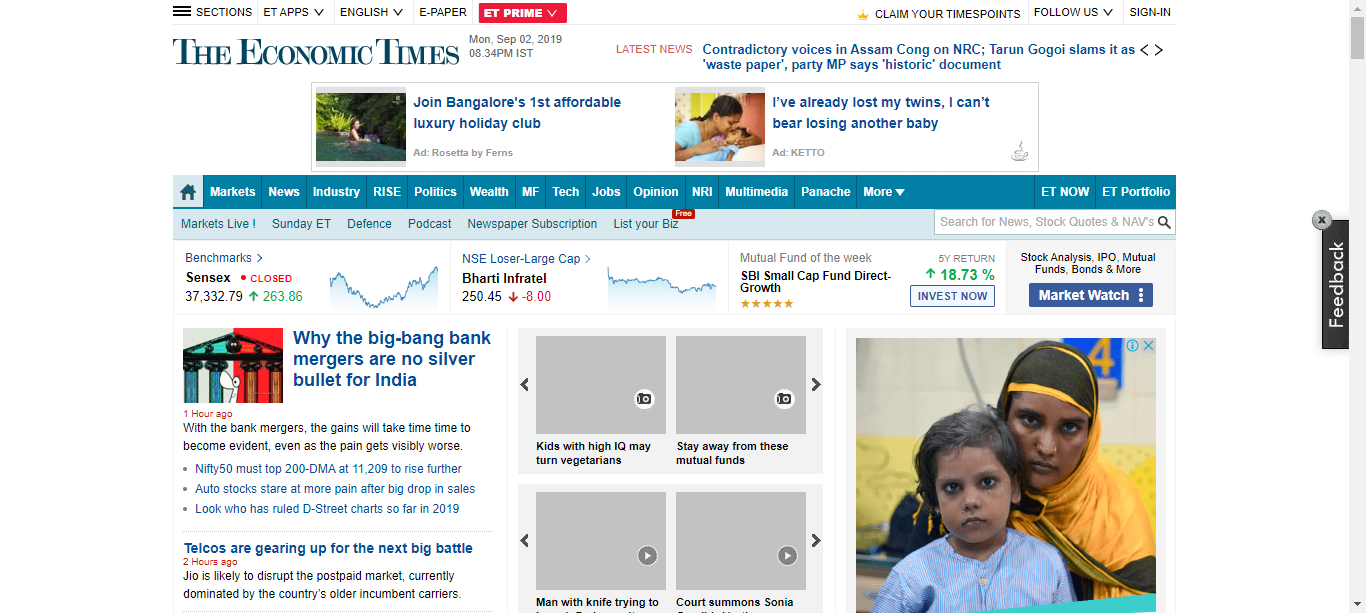 SECTIONS ET APPS ENGLISH E-PAPER ET PRIME CLAIM YOUR TIMESPOINTS FOLLOW US SIGN-IN
THE ECONOMIC TIMES
Mon, Sep 02, 2019
08.34PM IST
LATEST NEWS
Contradictory voices in Assam Cong on NRC; Tarun Gogoi slams it as
'waste paper', party MP says 'historic' document
Join Bangalore's 1st affordable
luxury holiday club
Ad: Rosetta by Ferns
I've already lost my twins, I can't
bear losing another baby
Ad: KETTO
Markets News Industry RISE Politics Wealth MF Tech Jobs Opinion NRI Multimedia Panache More ET NOW ET Portfolio
Markets Live ! Sunday ET Defence Podcast Newspaper Subscription List your Biz Free
Search for News, Stock Quotes & NAV's
x
Feedback
Benchmarks
Sensex CLOSED
37,332.79 263.86
NSE Loser-Large Cap
Bharti Infratel
250.45 -8.00
Mutual Fund of the week
SBI Small Cap Fund Direct-
Growth
5Y RETURN
18.73 %
INVEST NOW
Stock Analysis, IPO, Mutual
Funds, Bonds & More
Market Watch
Why the big-bang bank
mergers are no silver
bullet for India
1 Hour ago
With the bank mergers, the gains will take time time to
become evident, even as the pain gets visibly worse.
Nifty50 must top 200-DMA at 11,209 to rise further
Auto stocks stare at more pain after big drop in sales
Look who has ruled D-Street charts so far in 2019
Telcos are gearing up for the next big battle
2 Hours ago
Jio is likely to disrupt the postpaid market, currently
dominated by the country's older incumbent carriers.
Kids with high IQ may
turn vegetarians
Stay away from these
mutual funds
Man with knife trying to
Court summons Sonia
4